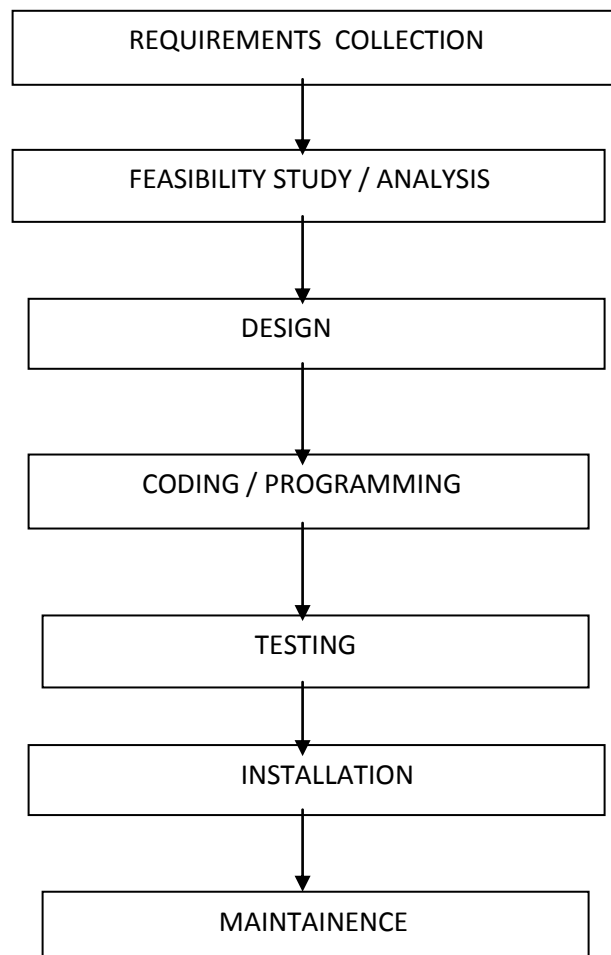 REQUIREMENTS COLLECTION
FEASIBILITY STUDY / ANALYSIS
DESIGN
CODING / PROGRAMMING
TESTING
INSTALLATION
MAINTAINENCE